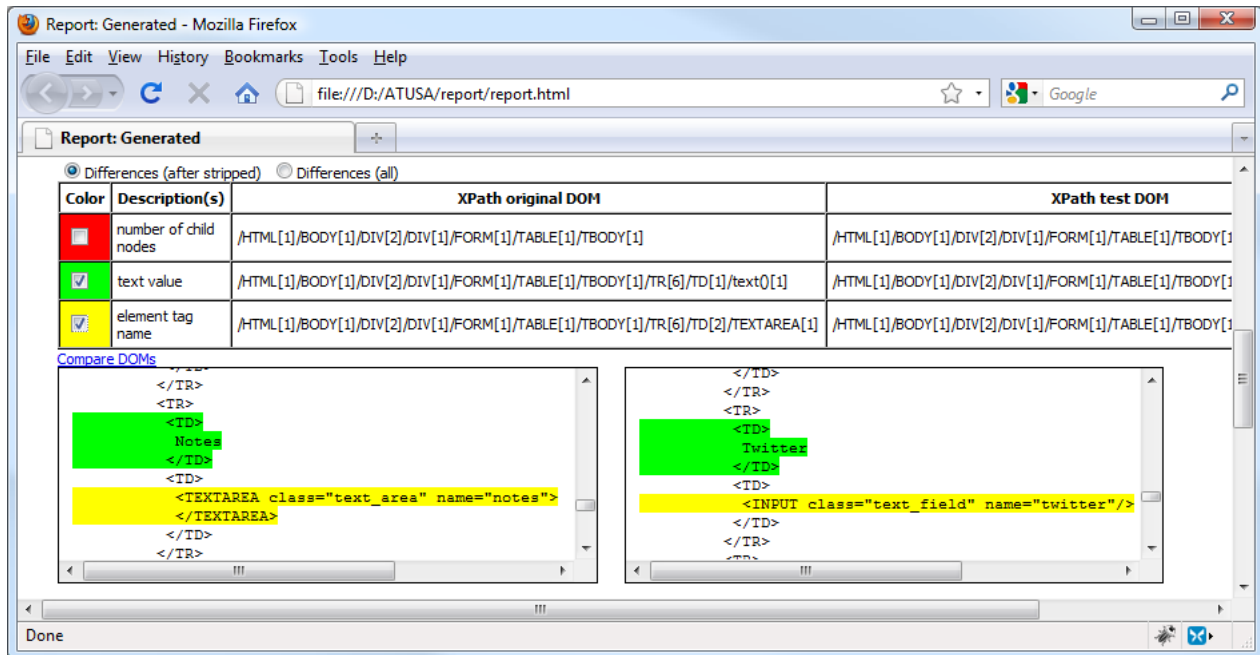 Report: Generated - Mozilla Firefox
File Edit View History Bookmarks Tools Help
file:///D:/ATUSA/report/report.html
Google
Report: Generated
Differences (after stripped) Differences (all)
Color Description(s) XPath original DOM XPath test DOM
number of child
nodes
/HTML[1]/BODY[1]/DIV[2]/DIV[1]/FORM[1]/TABLE[1]/TBODY[1] /HTML[1]/BODY[1]/DIV[2]/DIV[1]/FORM[1]/TABLE[1]/TBODY[1
text value /HTML[1]/BODY[1]/DIV[2]/DIV[1]/FORM[1]/TABLE[1]/TBODY[1]/TR[6]/TD[1]/text()[1] /HTML[1]/BODY[1]/DIV[2]/DIV[1]/FORM[1]/TABLE[1]/TBODY[1
element tag
name
/HTML[1]/BODY[1]/DIV[2]/DIV[1]/FORM[1]/TABLE[1]/TBODY[1]/TR[6]/TD[2]/TEXTAREA[1] /HTML[1]/BODY[1]/DIV[2]/DIV[1]/FORM[1]/TABLE[1]/TBODY[1
Compare DOMs
</TD>
</TR>
<TR>
<TD>
Notes
</TD>
<TD>
<TEXTAREA class="text_area" name="notes">
</TEXTAREA>
</TD>
</TR>
</TD>
</TR>
<TR>
<TD>
Twitter
</TD>
<TD>
<INPUT class="text_field" name="twitter"/>
</TD>
</TR>
<TR>
Done